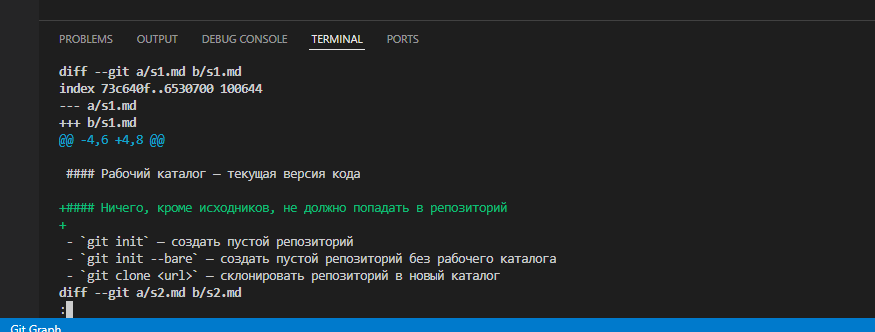 PROBLEMS OUTPUT DEBUG CONSOLE TERMINAL PORTS
diff --git a/s1.md b/s1.md
index 73c640f..6530700 100644
--- a/s1.md
+++ b/s1.md
@@ -4,6 +4,8 @@
#### Рабочий каталог — текущая версия кода
+#### Ничего, кроме исходников, не должно попадать в репозиторий
+
- `git init` — создать пустой репозиторий
- `git init --bare` — создать пустой репозиторий без рабочего каталога
- `git clone <url>` — склонировать репозиторий в новый каталог
diff --git a/s2.md b/s2.md
:
Git Graph